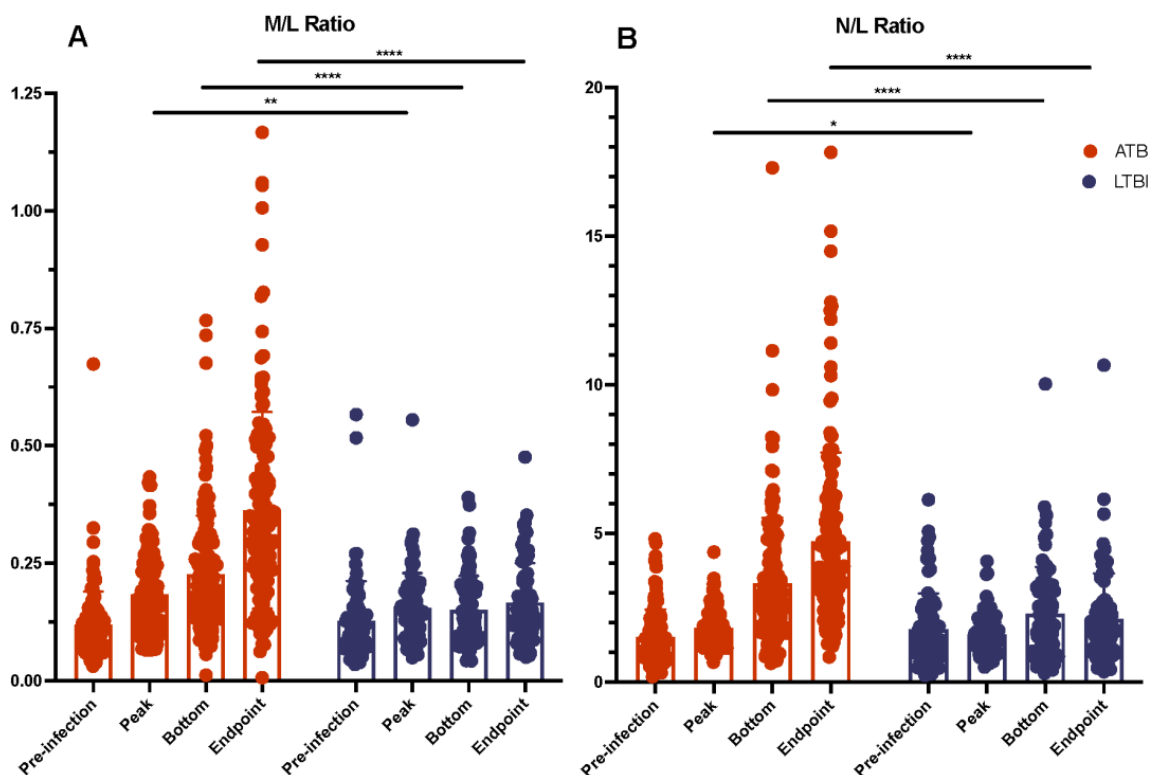 A
M/L Ratio
****
****
**
1.25
1.00
0.75
0.50
0.25
0.00
Pre-infection
Peak
Bottom
Endpoint
Pre-infection
Peak
Bottom
Endpoint
B
N/L Ratio
****
****
*
20
15
10
5
0
ATB
LTBI
Pre-infection
Peak
Bottom
Endpoint
Pre-infection
Peak
Bottom
Endpoint